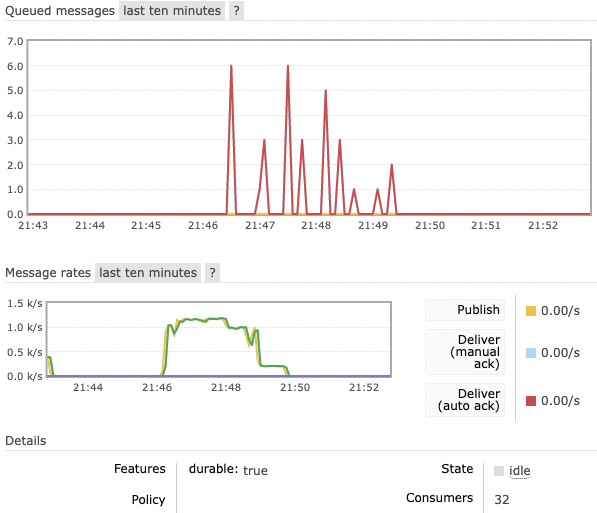 Queued messages last ten minutes ?
7.0
6.0
5.0
4.0
3.0
2.0
1.0
0.0
21:43 21:44 21:45 21:46 21:47 21:48 21:49 21:50 21:51 21:52
Message rates last ten minutes ?
1.5 k/s
1.0 k/s
0.5 k/s
0.0 k/s
21:44 21:46 21:48 21:50 21:52
Publish 0.00/s
Deliver
(manual 0.00/s
ack)
Deliver
(auto ack) 0.00/s
Details
Features durable: true State idle
Policy Consumers 32